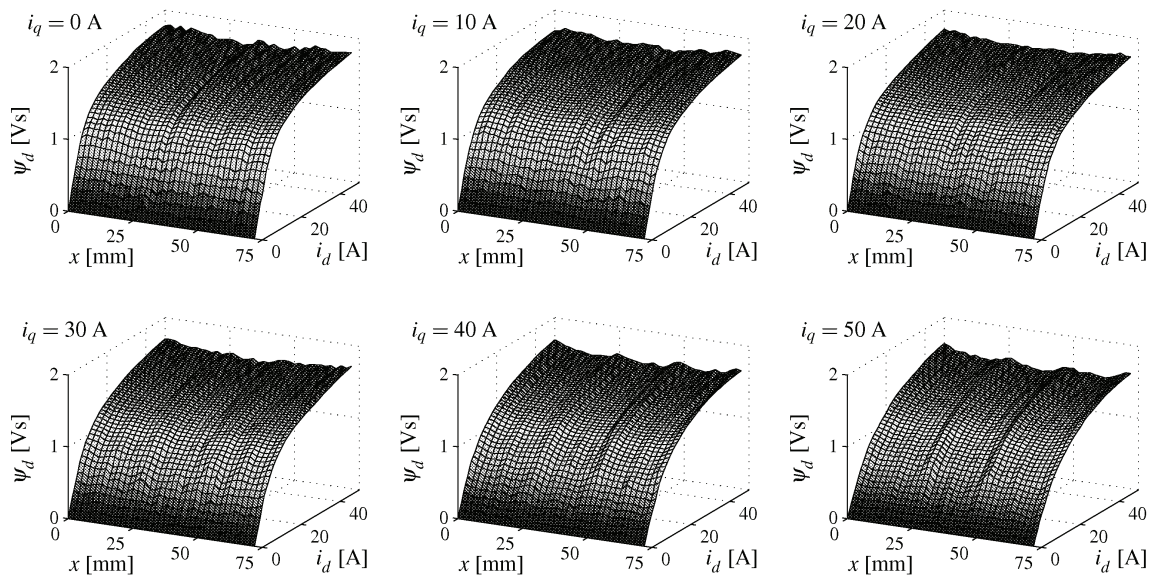 i_q = 0 A
i_q = 10 A
i_q = 20 A
2
2
2
ψ_d [Vs]
1
ψ_d [Vs]
1
ψ_d [Vs]
1
0
0
0
0 25 50 75
0 25 50 75
0 25 50 75
0 20 40
0 20 40
0 20 40
x [mm] i_d [A]
x [mm] i_d [A]
x [mm] i_d [A]
i_q = 30 A
i_q = 40 A
i_q = 50 A
2
2
2
ψ_d [Vs]
1
ψ_d [Vs]
1
ψ_d [Vs]
1
0
0
0
0 25 50 75
0 25 50 75
0 25 50 75
0 20 40
0 20 40
0 20 40
x [mm] i_d [A]
x [mm] i_d [A]
x [mm] i_d [A]